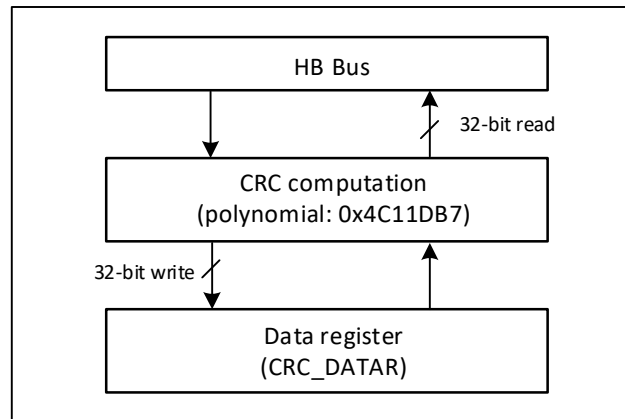 HB Bus
32-bit read
CRC computation
(polynomial: 0x4C11DB7)
32-bit write
Data register
(CRC_DATAR)